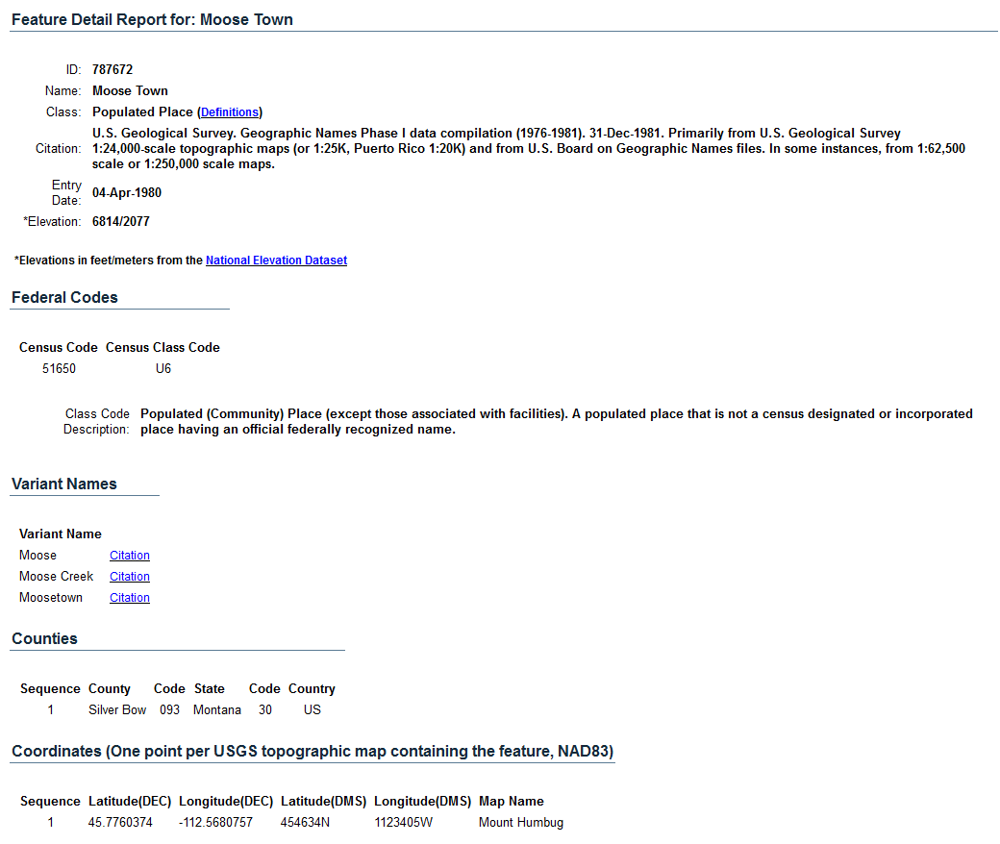 Feature Detail Report for: Moose Town
ID: 787672
Name: Moose Town
Class: Populated Place (Definitions)
Citation: U.S. Geological Survey. Geographic Names Phase I data compilation (1976-1981). 31-Dec-1981. Primarily from U.S. Geological Survey
1:24,000-scale topographic maps (or 1:25K, Puerto Rico 1:20K) and from U.S. Board on Geographic Names files. In some instances, from 1:62,500
scale or 1:250,000 scale maps.
Entry
Date: 04-Apr-1980
*Elevation: 6814/2077
*Elevations in feet/meters from the National Elevation Dataset
Federal Codes
Census Code Census Class Code
51650 U6
Class Code Populated (Community) Place (except those associated with facilities). A populated place that is not a census designated or incorporated
Description: place having an official federally recognized name.
Variant Names
Variant Name
Moose Citation
Moose Creek Citation
Moosetown Citation
Counties
Sequence County Code State Code Country
1 Silver Bow 093 Montana 30 US
Coordinates (One point per USGS topographic map containing the feature, NAD83)
Sequence Latitude(DEC) Longitude(DEC) Latitude(DMS) Longitude(DMS) Map Name
1 45.7760374 -112.5680757 454634N 1123405W Mount Humbug